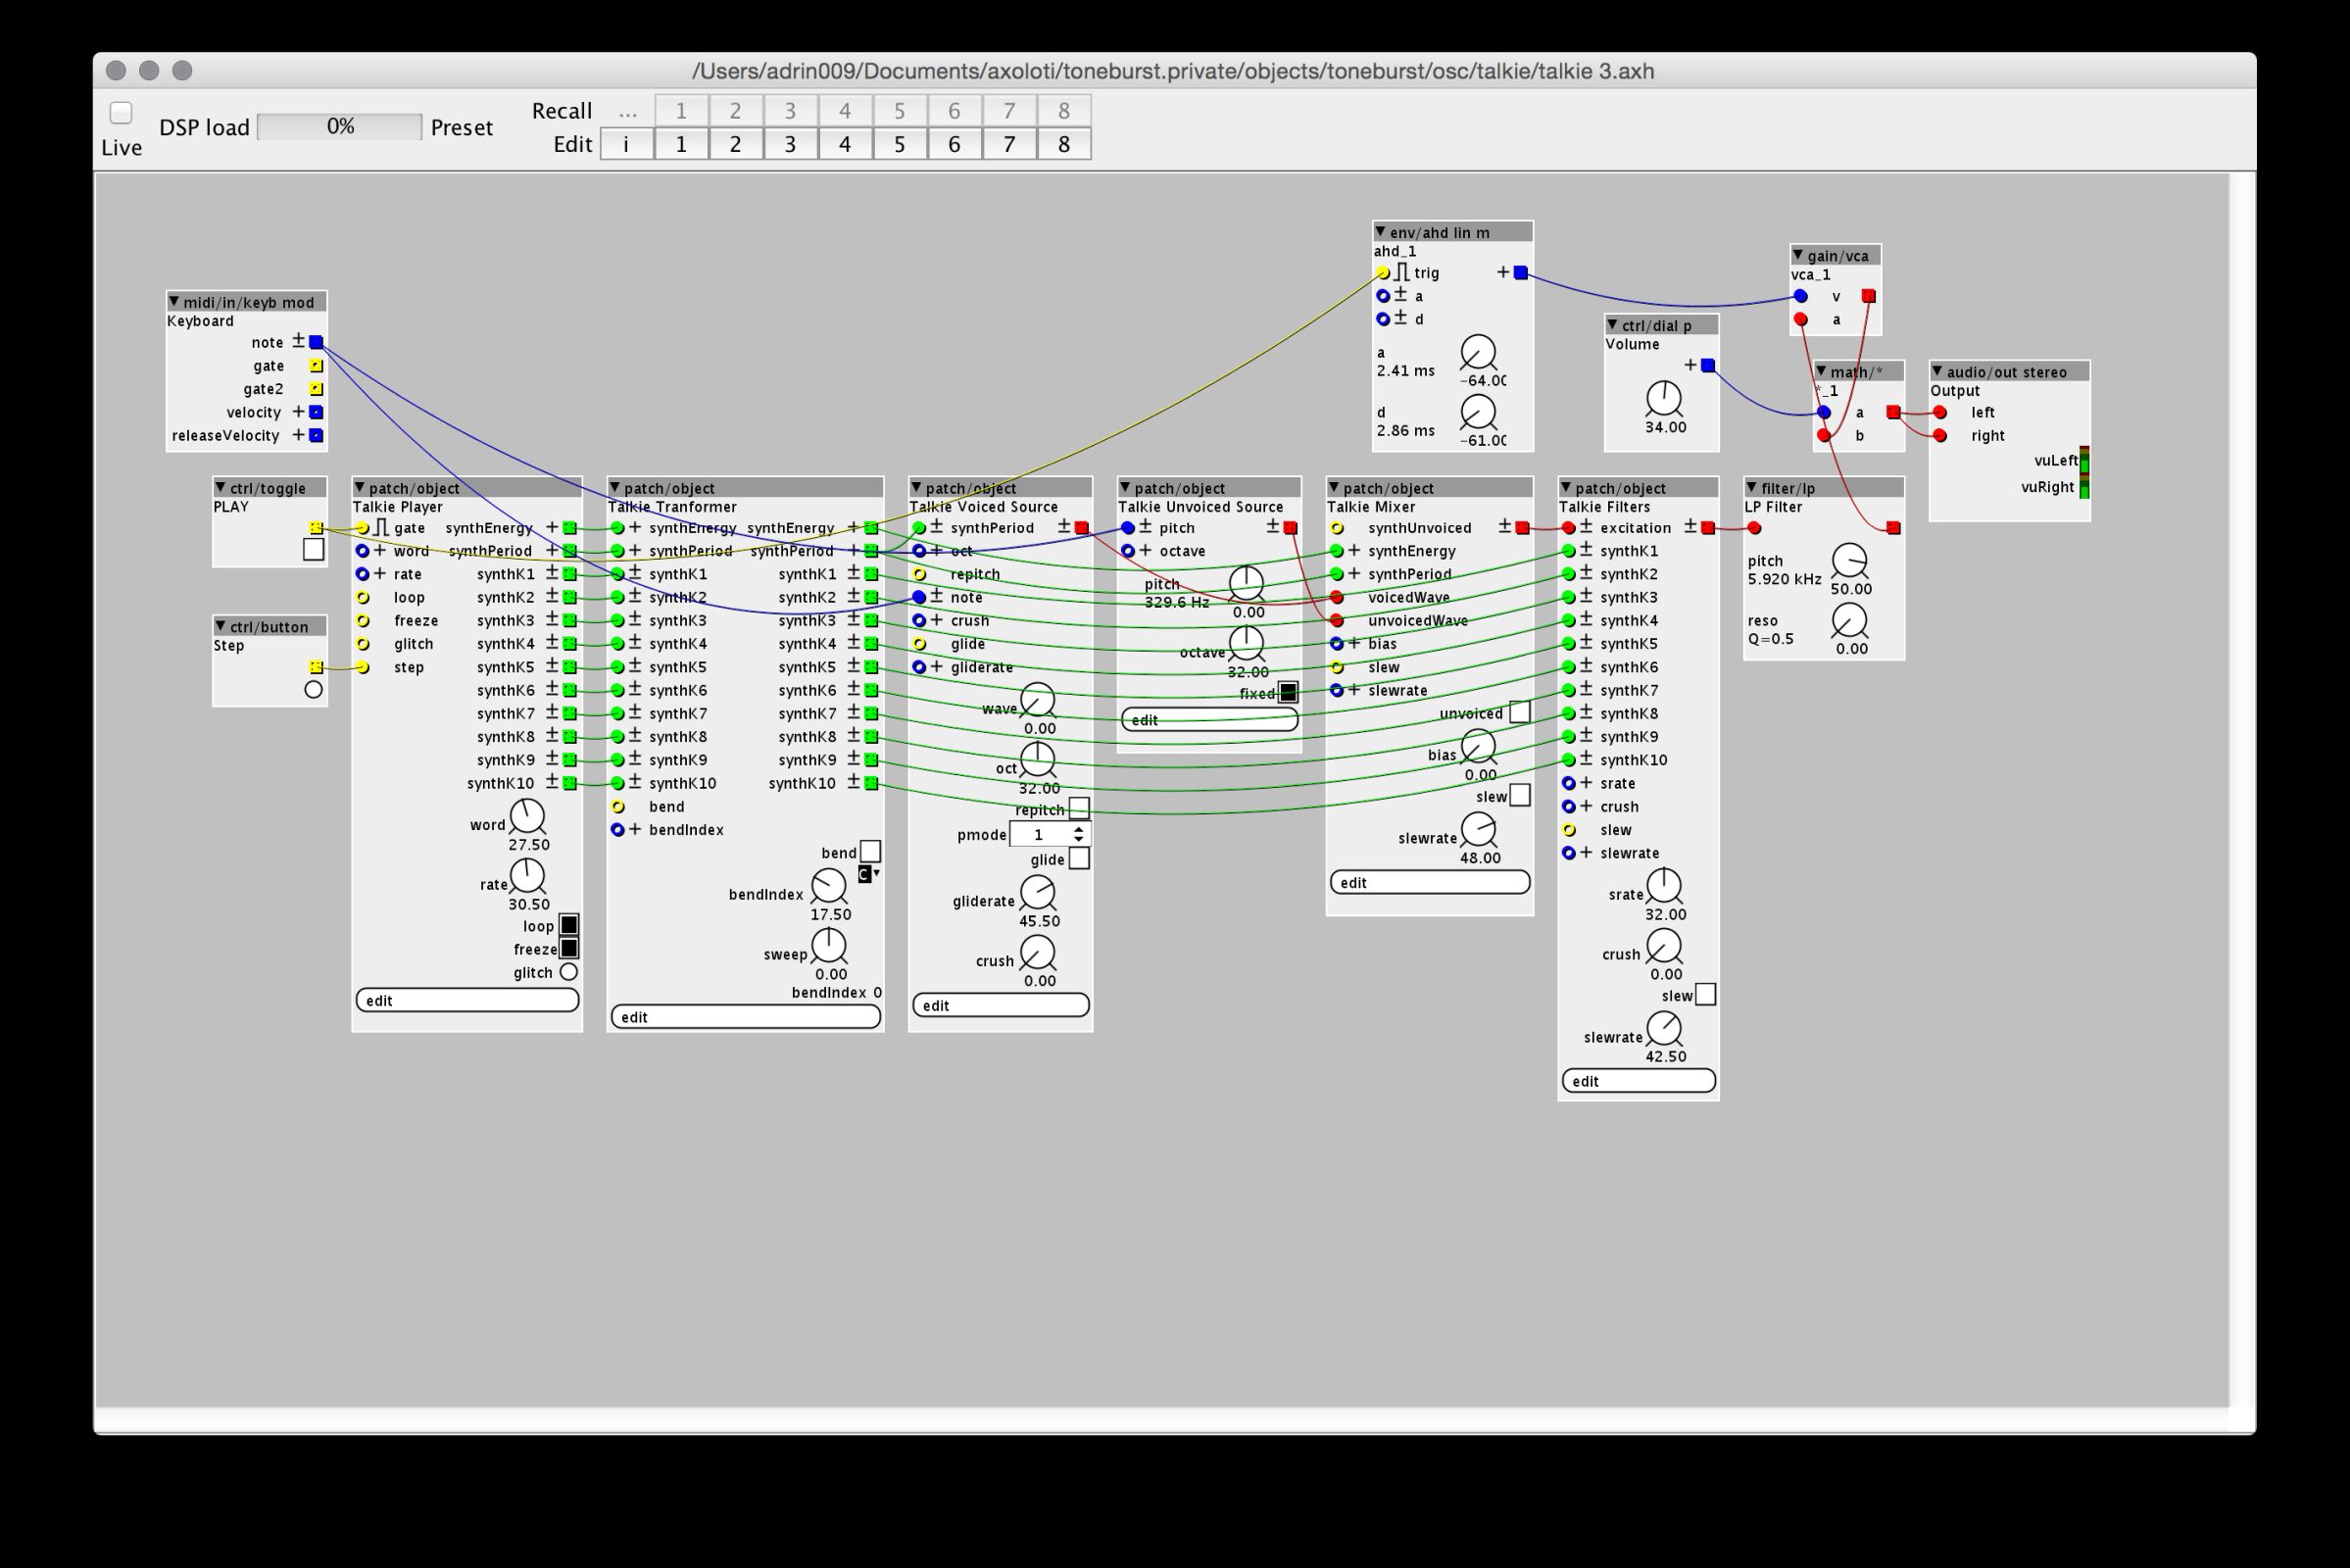 /Users/adrin009/Documents/axoloti/toneburst.private/objects/toneburst/osc/talkie/talkie 3.axh
Live
DSP load 0% Preset
Recall ... 1 2 3 4 5 6 7 8
Edit i 1 2 3 4 5 6 7 8
midi/in/keyb mod
Keyboard
note ±
gate
gate2
velocity +
releaseVelocity +
ctrl/toggle
PLAY
ctrl/button
Step
patch/object
Talkie Player
gate synthEnergy +
+ word synthPeriod +
+ rate synthK1 ±
loop synthK2 ±
freeze synthK3 ±
glitch synthK4 ±
step synthK5 ±
synthK6 ±
synthK7 ±
synthK8 ±
synthK9 ±
synthK10 ±
word
27.50
rate
30.50
loop
freeze
glitch
edit
patch/object
Talkie Tranformer
+ synthEnergy synthEnergy +
+ synthPeriod synthPeriod +
± synthK1 synthK1 ±
± synthK2 synthK2 ±
± synthK3 synthK3 ±
± synthK4 synthK4 ±
± synthK5 synthK5 ±
± synthK6 synthK6 ±
± synthK7 synthK7 ±
± synthK8 synthK8 ±
± synthK9 synthK9 ±
± synthK10 synthK10 ±
bend
+ bendIndex
bend
C
bendIndex
17.50
sweep
0.00
bendIndex 0
edit
patch/object
Talkie Voiced Source
± synthPeriod ±
+ oct
repitch
± note
+ crush
glide
+ gliderate
wave
0.00
oct
32.00
repitch
pmode 1
glide
gliderate
45.50
crush
0.00
edit
patch/object
Talkie Unvoiced Source
± pitch ±
+ octave
pitch
329.6 Hz
0.00
octave
32.00
fixed
edit
env/ahd lin m
ahd_1
trig +
± a
± d
a
2.41 ms
-64.00
d
2.86 ms
-61.00
patch/object
Talkie Mixer
synthUnvoiced ±
+ synthEnergy
+ synthPeriod
voicedWave
unvoicedWave
+ bias
slew
+ slewrate
unvoiced
bias
0.00
slew
slewrate
48.00
edit
patch/object
Talkie Filters
± excitation ±
± synthK1
± synthK2
± synthK3
± synthK4
± synthK5
± synthK6
± synthK7
± synthK8
± synthK9
± synthK10
+ srate
+ crush
slew
+ slewrate
srate
32.00
crush
0.00
slew
slewrate
42.50
edit
ctrl/dial p
Volume
+
34.00
gain/vca
vca_1
v
a
math/*
*_1
a
b
audio/out stereo
Output
left
right
vuLeft
vuRight
filter/lp
LP Filter
pitch
5.920 kHz
50.00
reso
Q=0.5
0.00